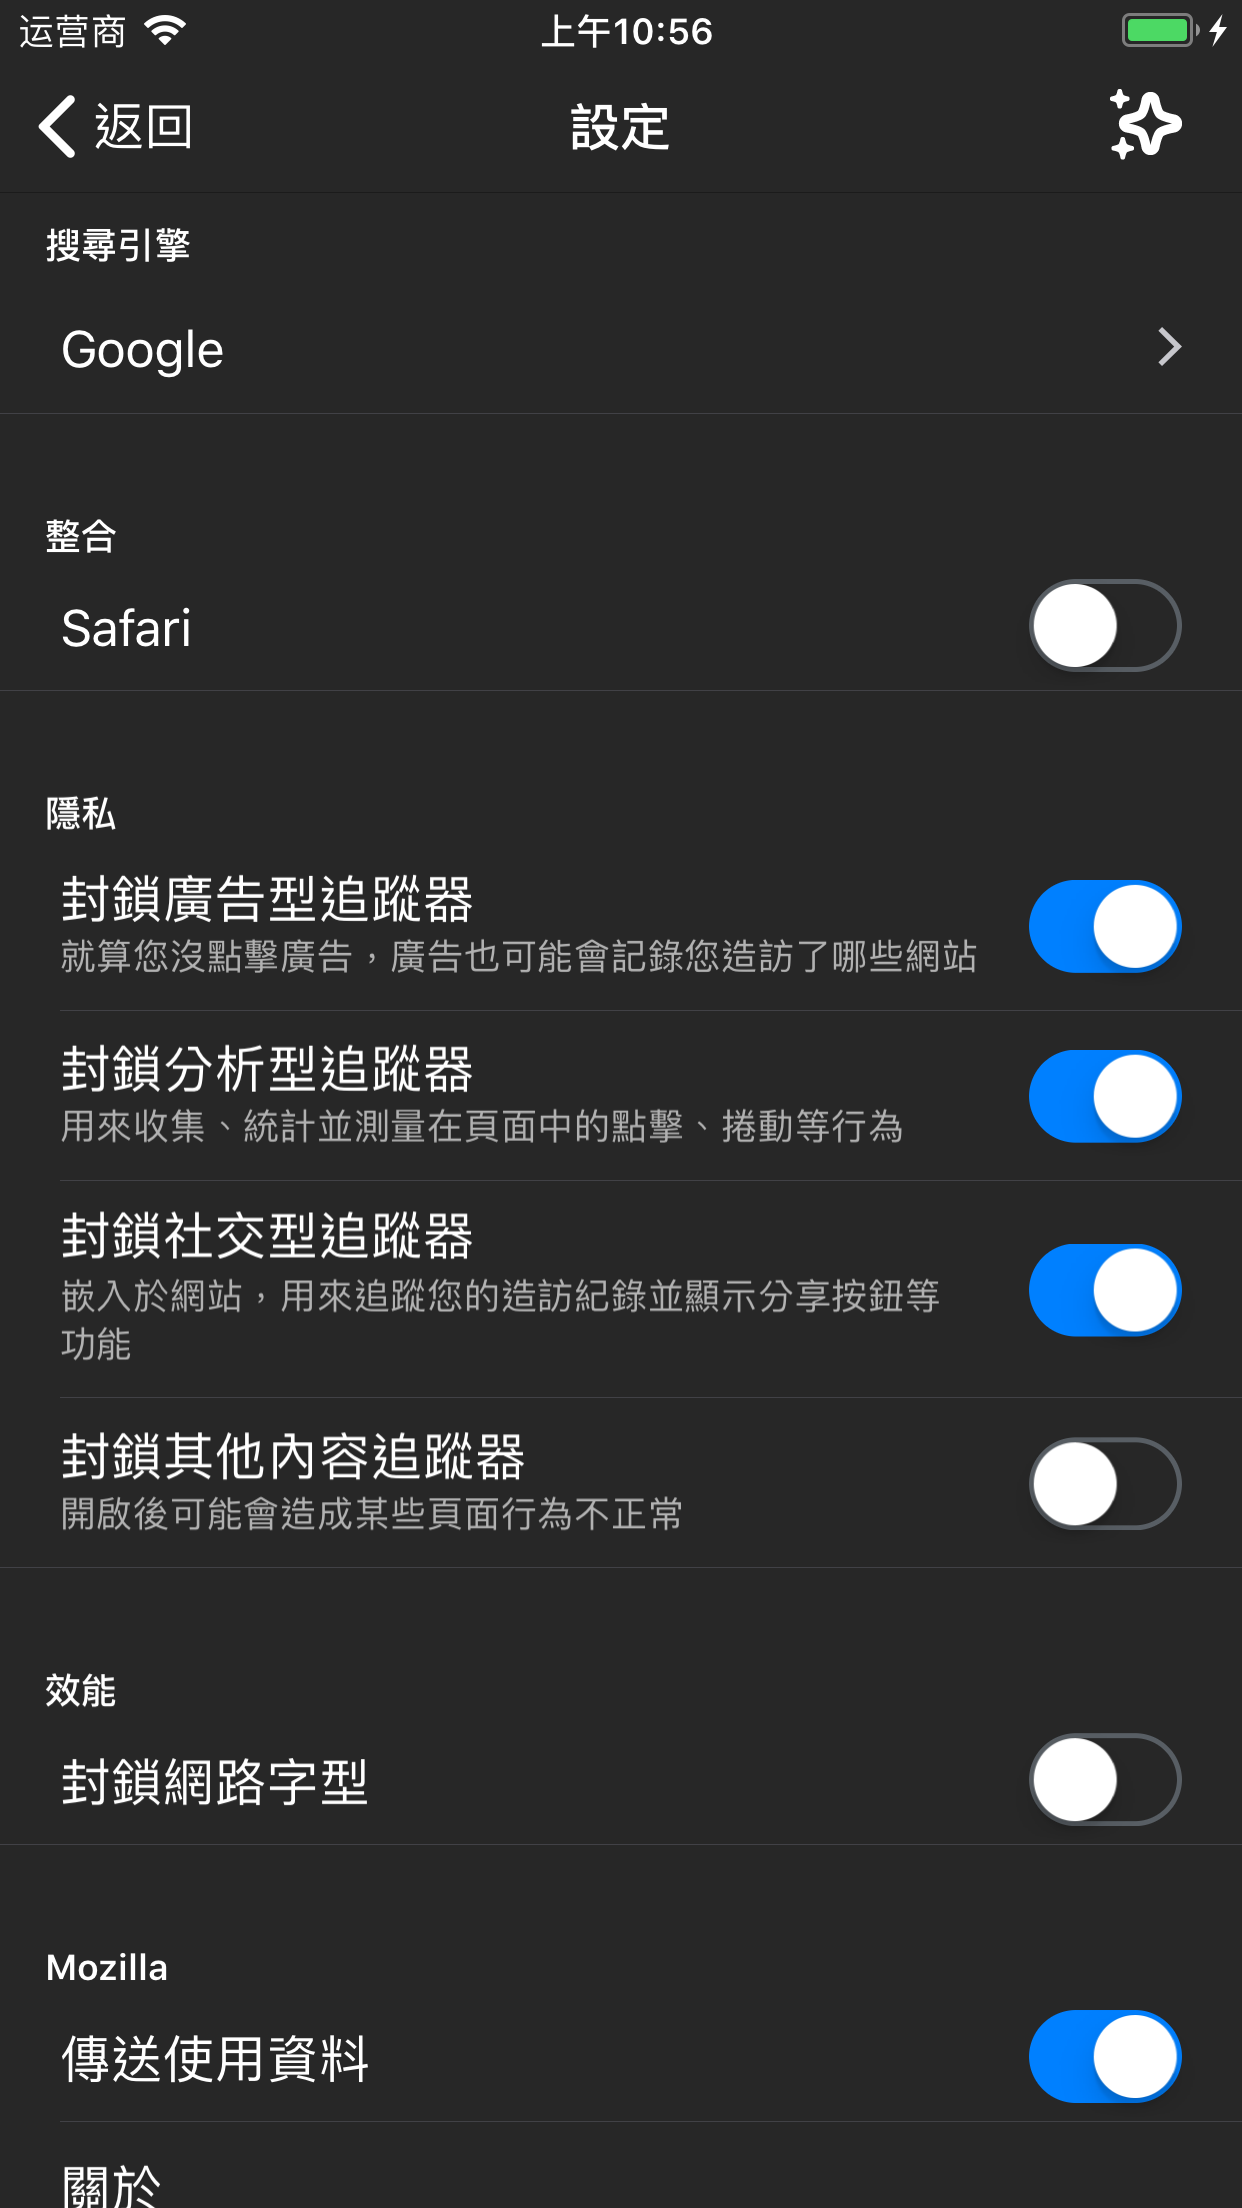 运营商
上午10:56
返回
設定
搜尋引擎
Google
整合
Safari
隱私
封鎖廣告型追蹤器
就算您沒點擊廣告，廣告也可能會記錄您造訪了哪些網站
封鎖分析型追蹤器
用來收集、統計並測量在頁面中的點擊、捲動等行為
封鎖社交型追蹤器
嵌入於網站，用來追蹤您的造訪紀錄並顯示分享按鈕等
功能
封鎖其他內容追蹤器
開啟後可能會造成某些頁面行為不正常
效能
封鎖網路字型
Mozilla
傳送使用資料
關於